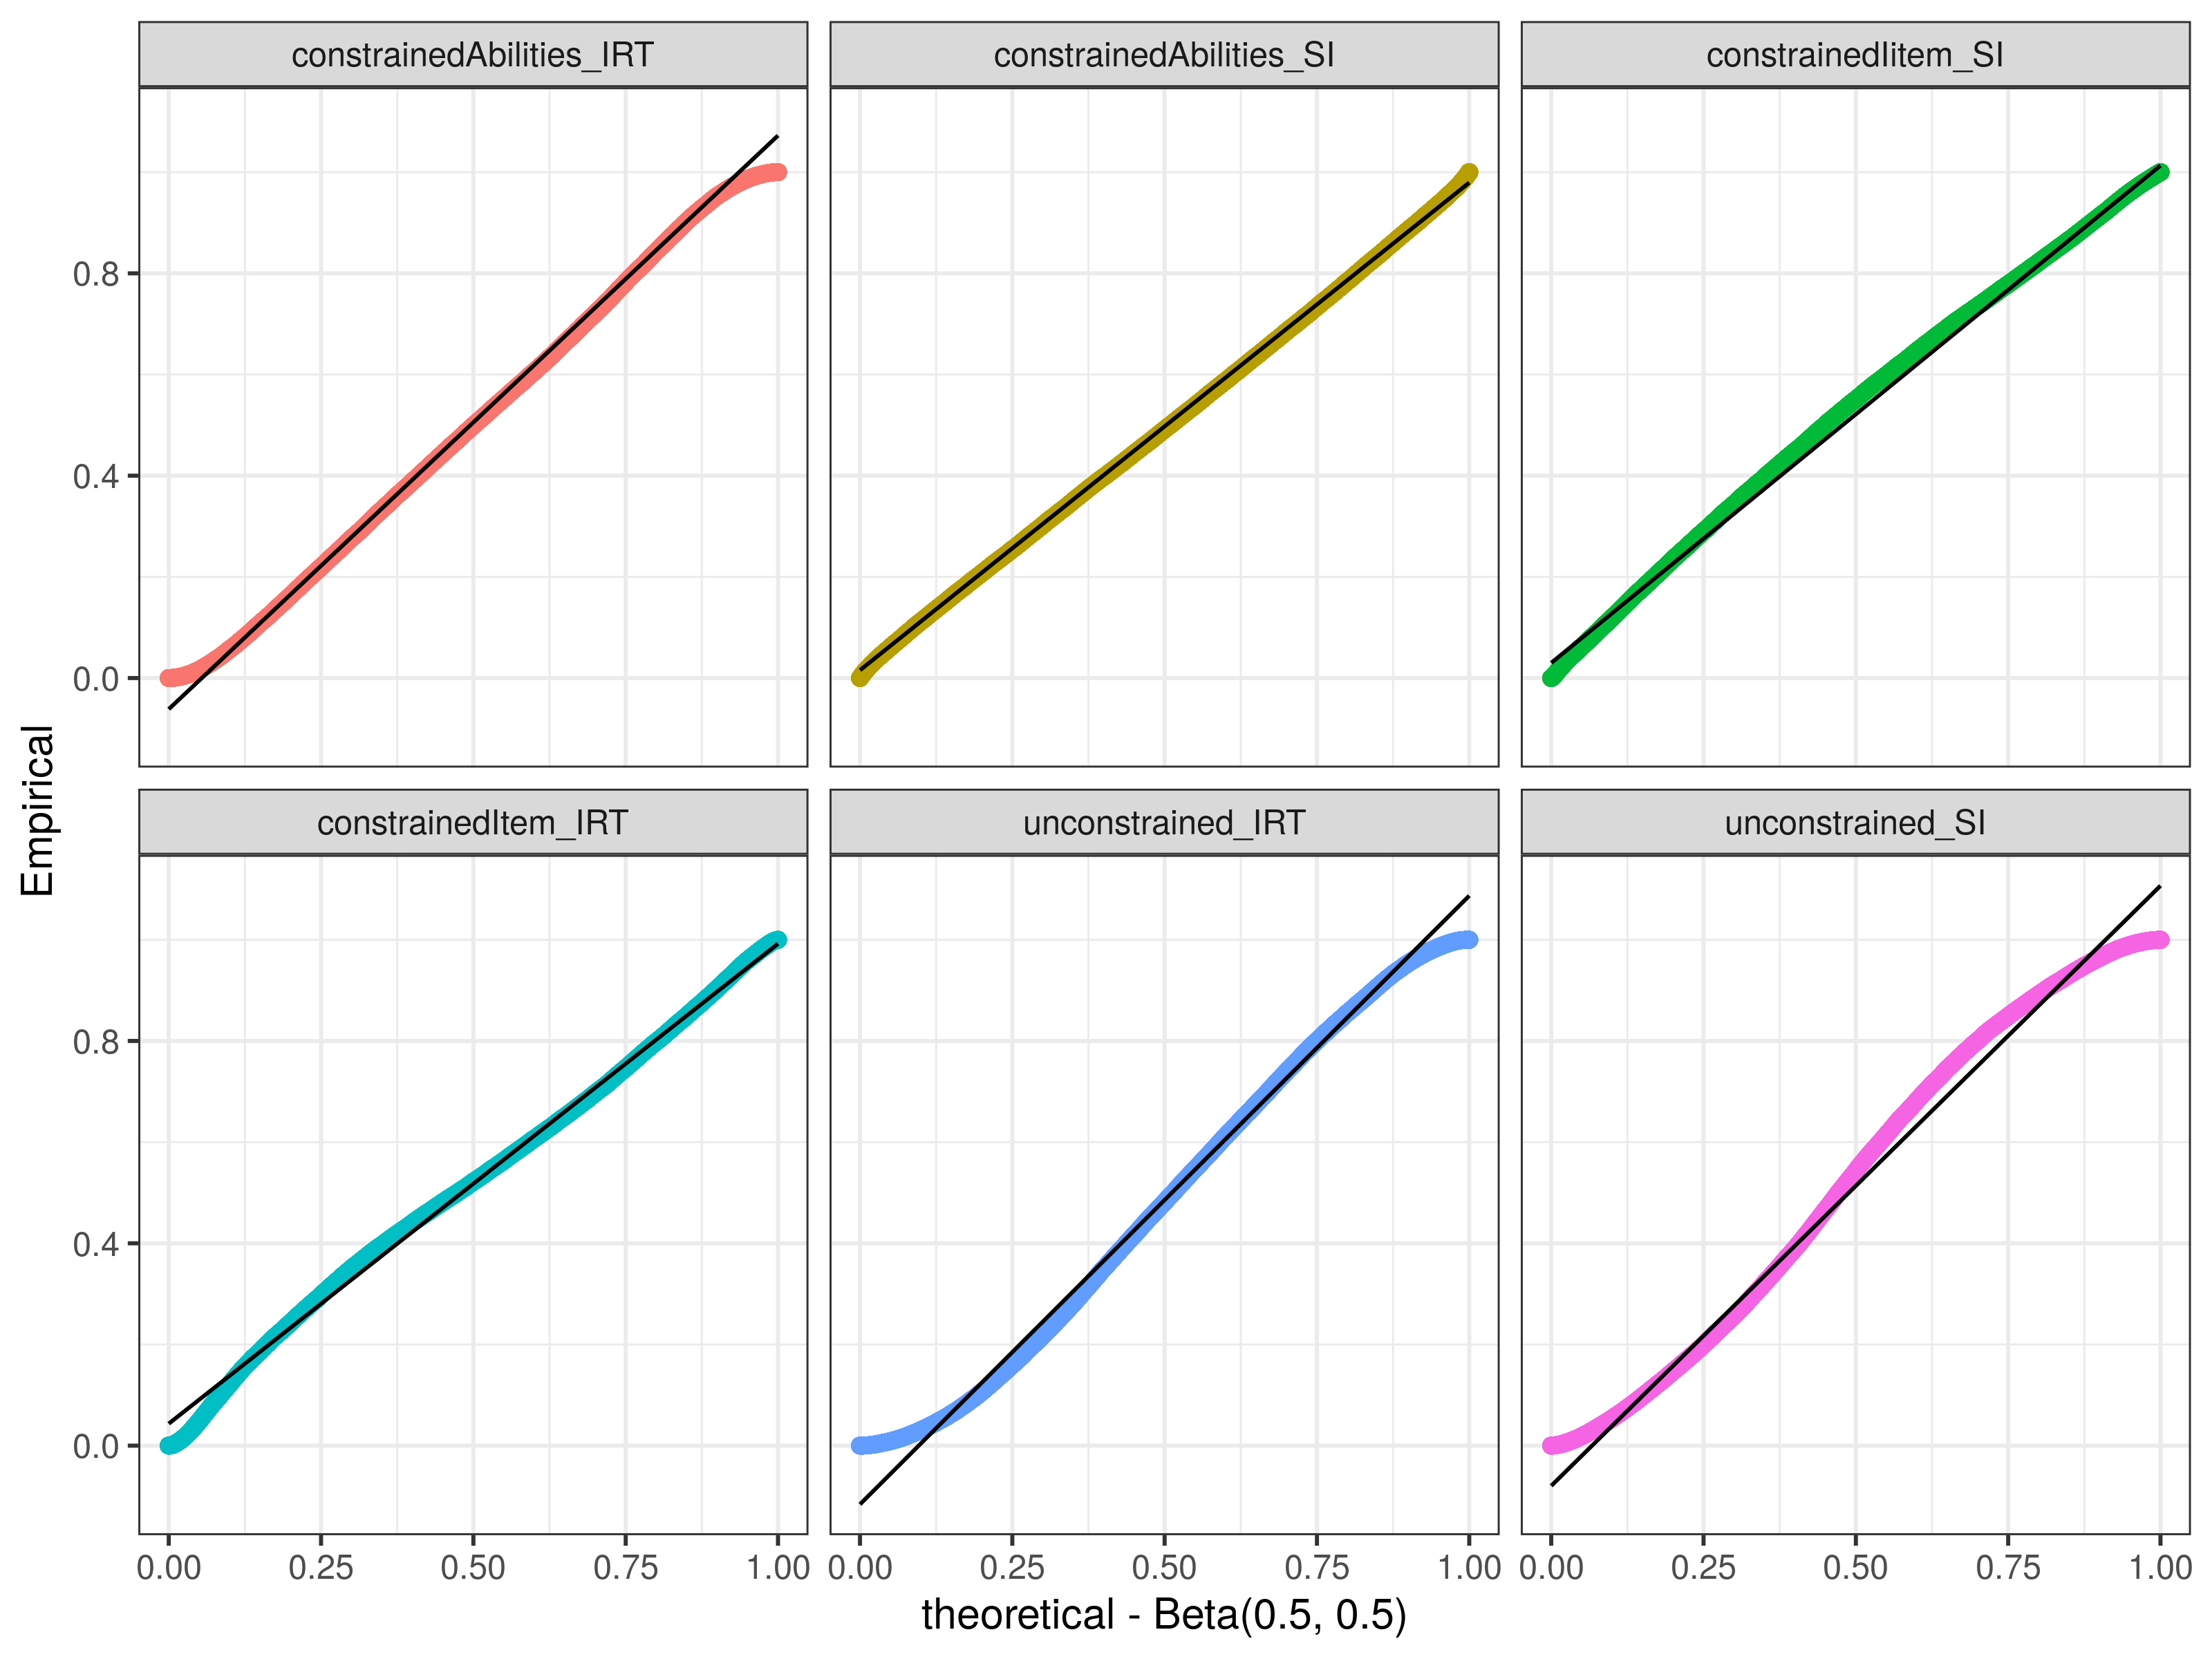 constrainedAbilities_IRT
constrainedAbilities_SI
constrainedIitem_SI
0.8
0.4
0.0
Empirical
constrainedItem_IRT
unconstrained_IRT
unconstrained_SI
0.8
0.4
0.0
0.00 0.25 0.50 0.75 1.00
0.00 0.25 0.50 0.75 1.00
0.00 0.25 0.50 0.75 1.00
theoretical - Beta(0.5, 0.5)